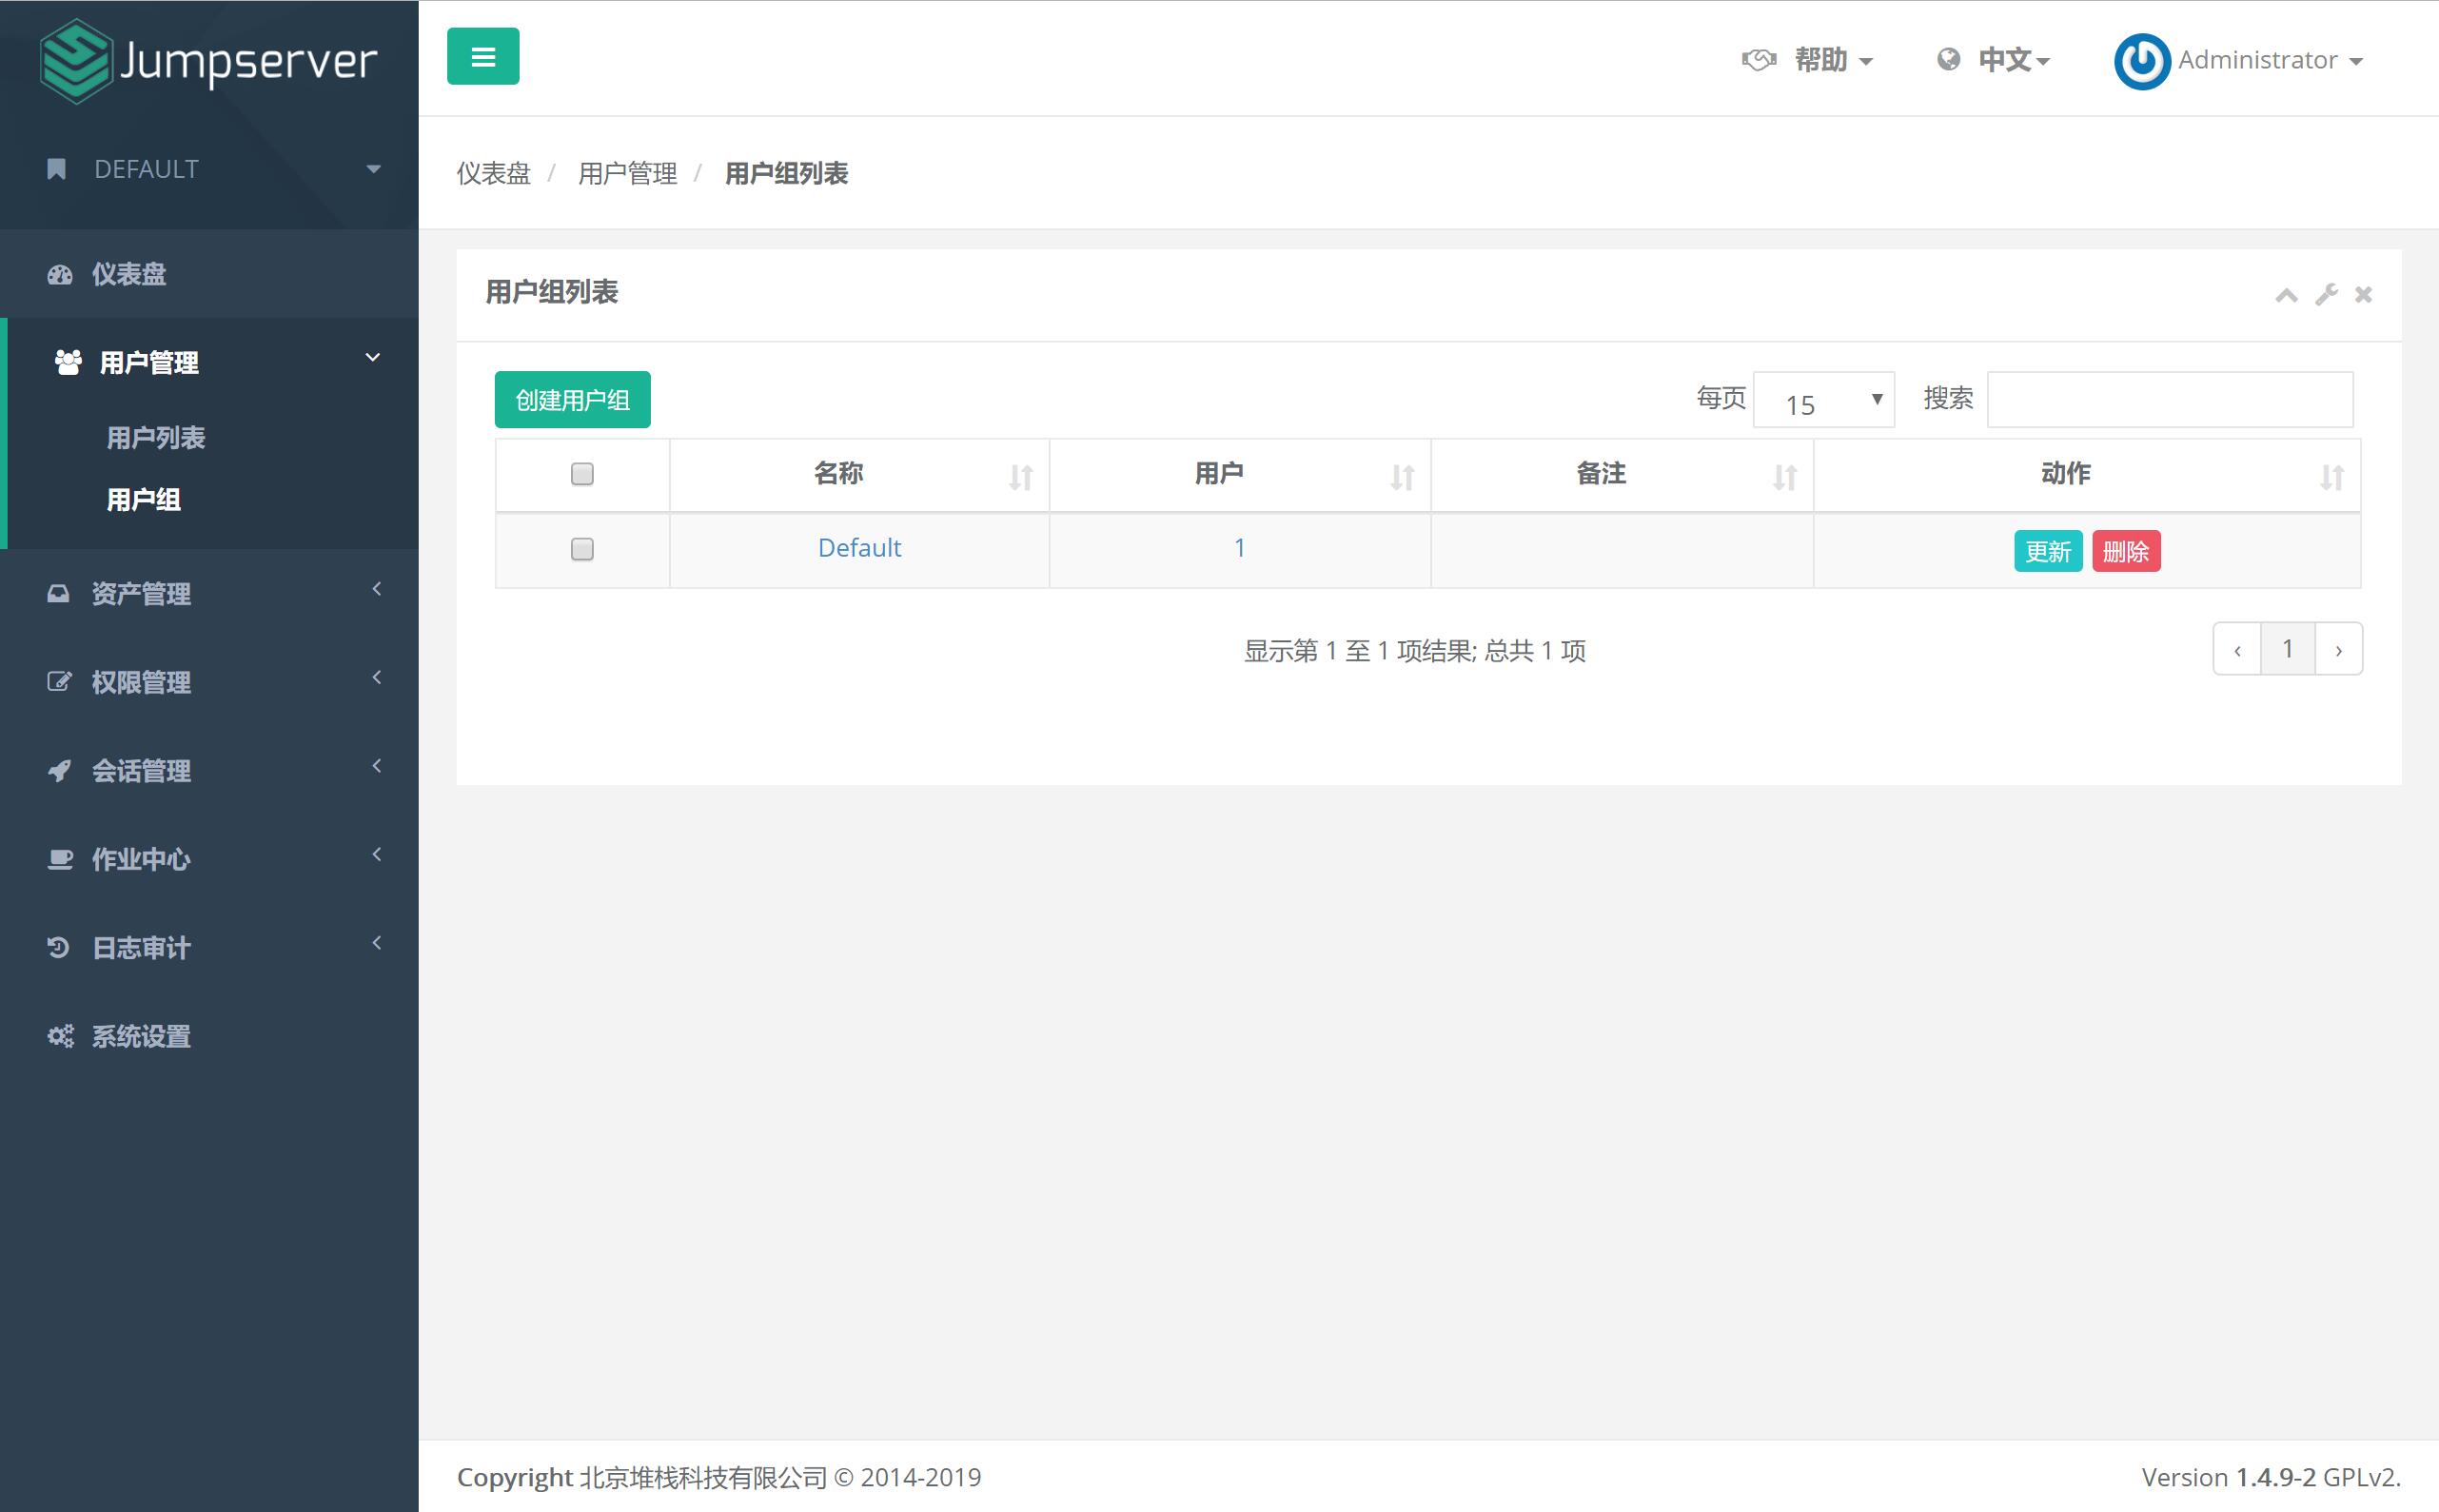 Jumpserver
帮助
中文
Administrator
DEFAULT
仪表盘 / 用户管理 / 用户组列表
仪表盘
用户管理
用户列表
用户组
资产管理
权限管理
会话管理
作业中心
日志审计
系统设置
用户组列表
创建用户组
每页 15 搜索
名称 用户 备注 动作
Default 1 更新 删除
显示第 1 至 1 项结果; 总共 1 项
‹ 1 ›
Copyright 北京堆栈科技有限公司 © 2014-2019
Version 1.4.9-2 GPLv2.